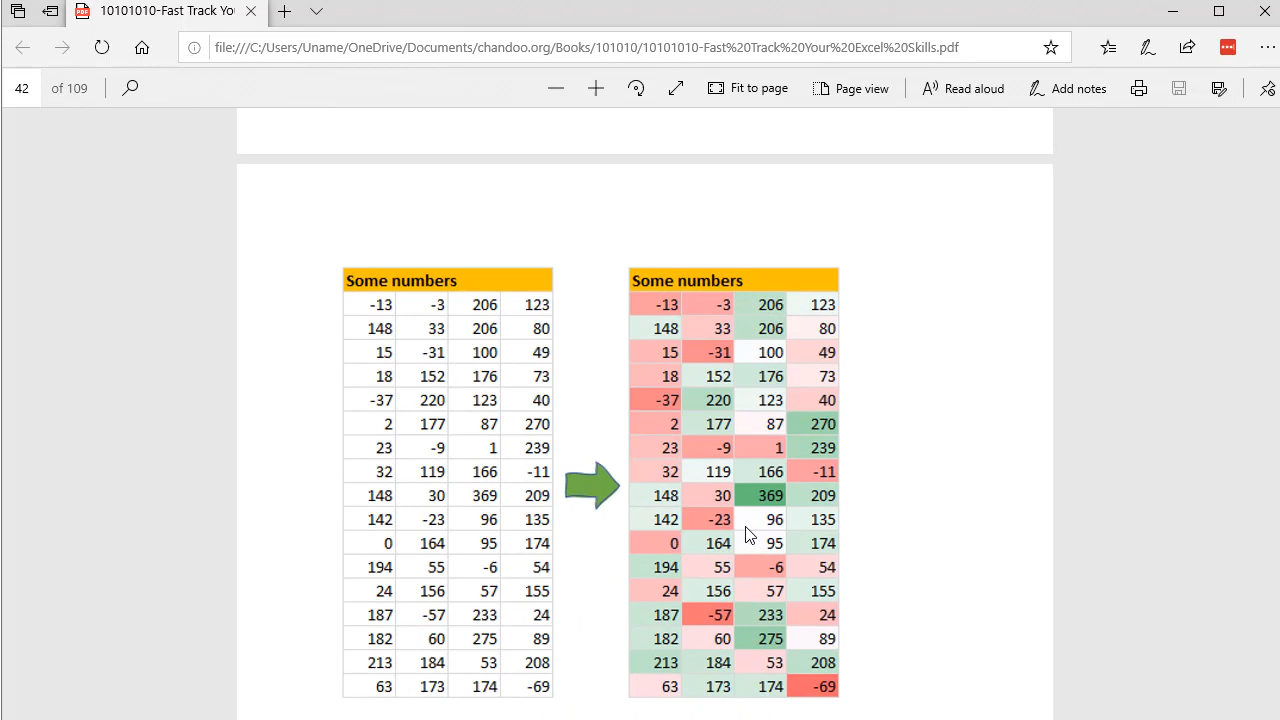 10101010-Fast Track You
file:///C:/Users/Uname/OneDrive/Documents/chandoo.org/Books/101010/10101010-Fast%20Track%20Your%20Excel%20Skills.pdf
42 of 109 Fit to page Page view Read aloud Add notes
Some numbers Some numbers
-13 -3 206 123 -13 -3 206 123
148 33 206 80 148 33 206 80
15 -31 100 49 15 -31 100 49
18 152 176 73 18 152 176 73
-37 220 123 40 -37 220 123 40
2 177 87 270 2 177 87 270
23 -9 1 239 23 -9 1 239
32 119 166 -11 32 119 166 -11
148 30 369 209 148 30 369 209
142 -23 96 135 142 -23 96 135
0 164 95 174 0 164 95 174
194 55 -6 54 194 55 -6 54
24 156 57 155 24 156 57 155
187 -57 233 24 187 -57 233 24
182 60 275 89 182 60 275 89
213 184 53 208 213 184 53 208
63 173 174 -69 63 173 174 -69